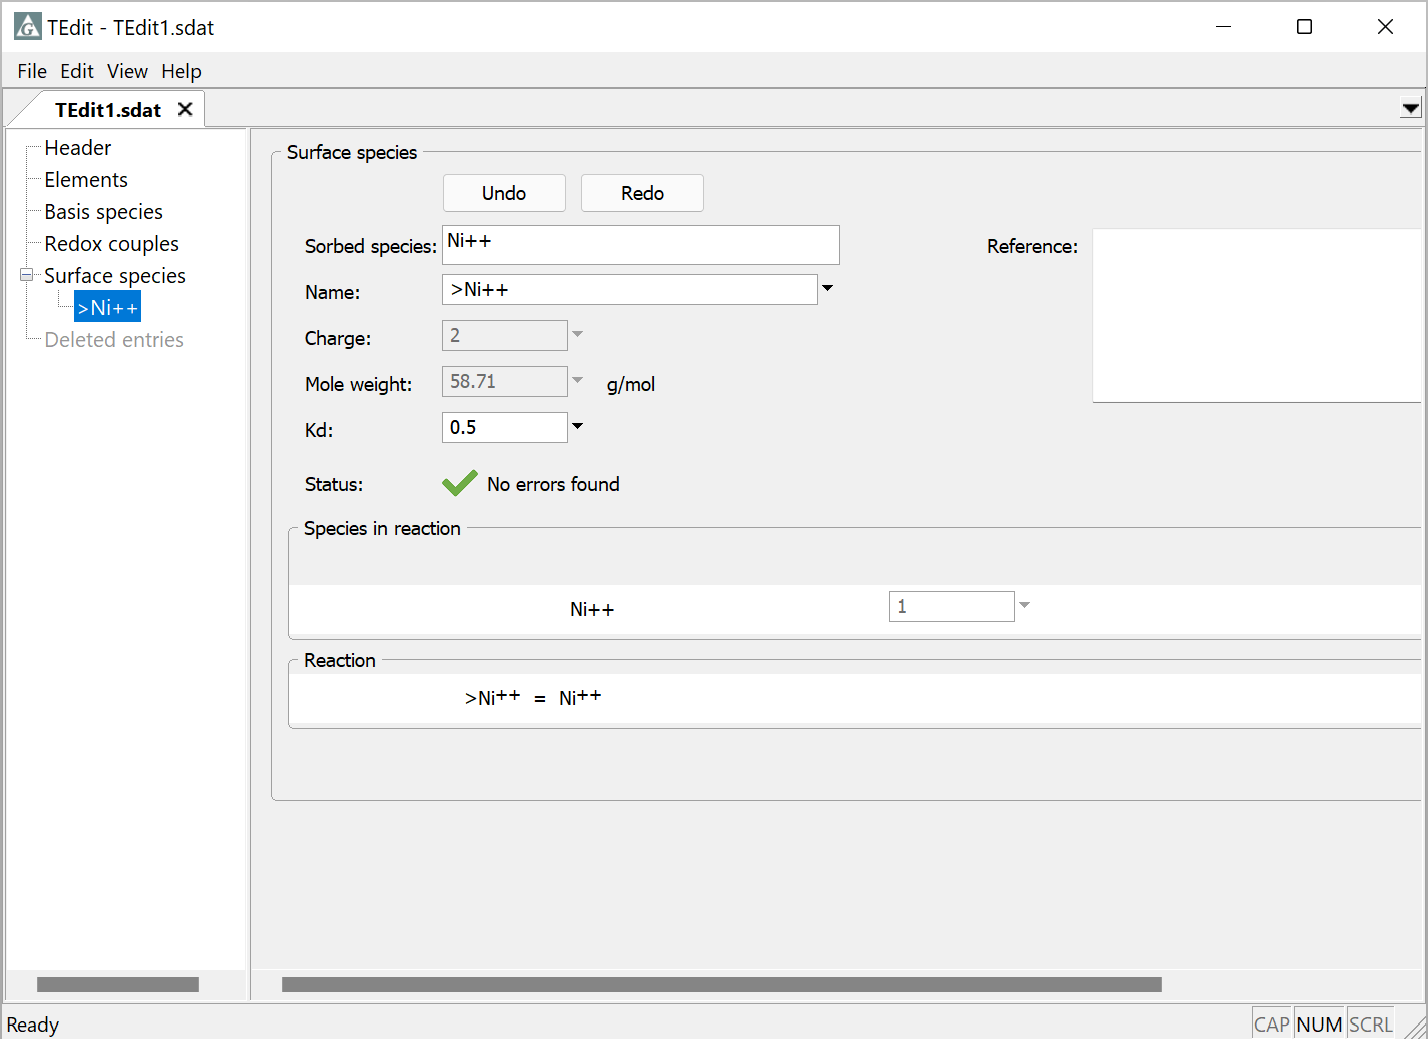 TEdit - TEdit1.sdat
File Edit View Help
TEdit1.sdat
Header
Elements
Basis species
Redox couples
Surface species
>Ni++
Deleted entries
Surface species
Undo Redo
Sorbed species: Ni++
Reference:
Name: >Ni++
Charge: 2
Mole weight: 58.71 g/mol
Kd: 0.5
Status: No errors found
Species in reaction
Ni++ 1
Reaction
>Ni++ = Ni++
Ready
CAP NUM SCRL